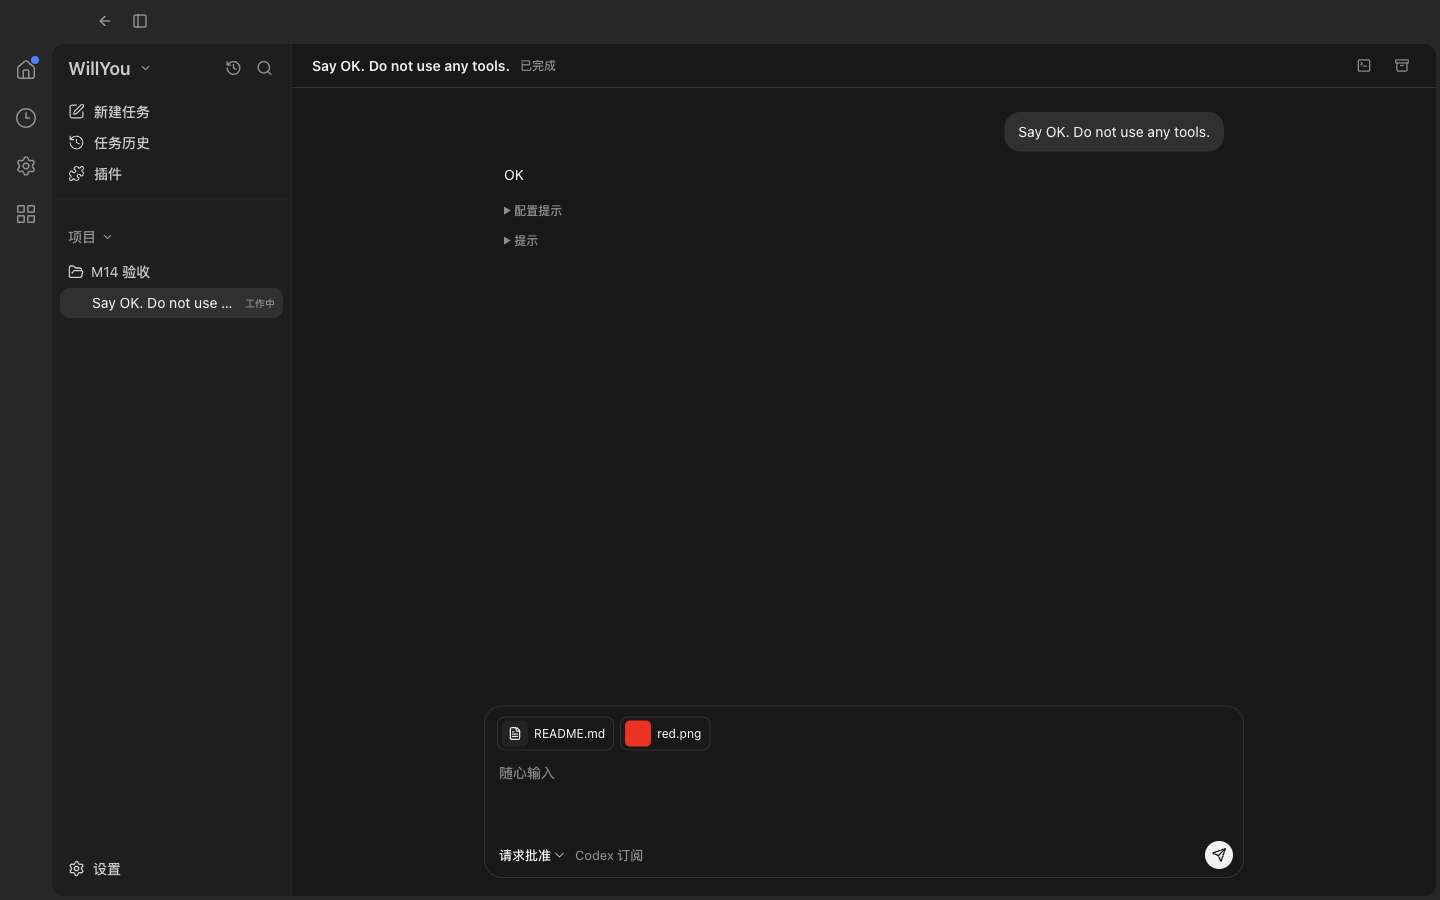 WillYou
新建任务
任务历史
插件
项目
M14 验收
Say OK. Do not use ... 工作中
设置
Say OK. Do not use any tools. 已完成
Say OK. Do not use any tools.
OK
配置提示
提示
README.md red.png
随心输入
请求批准 Codex 订阅